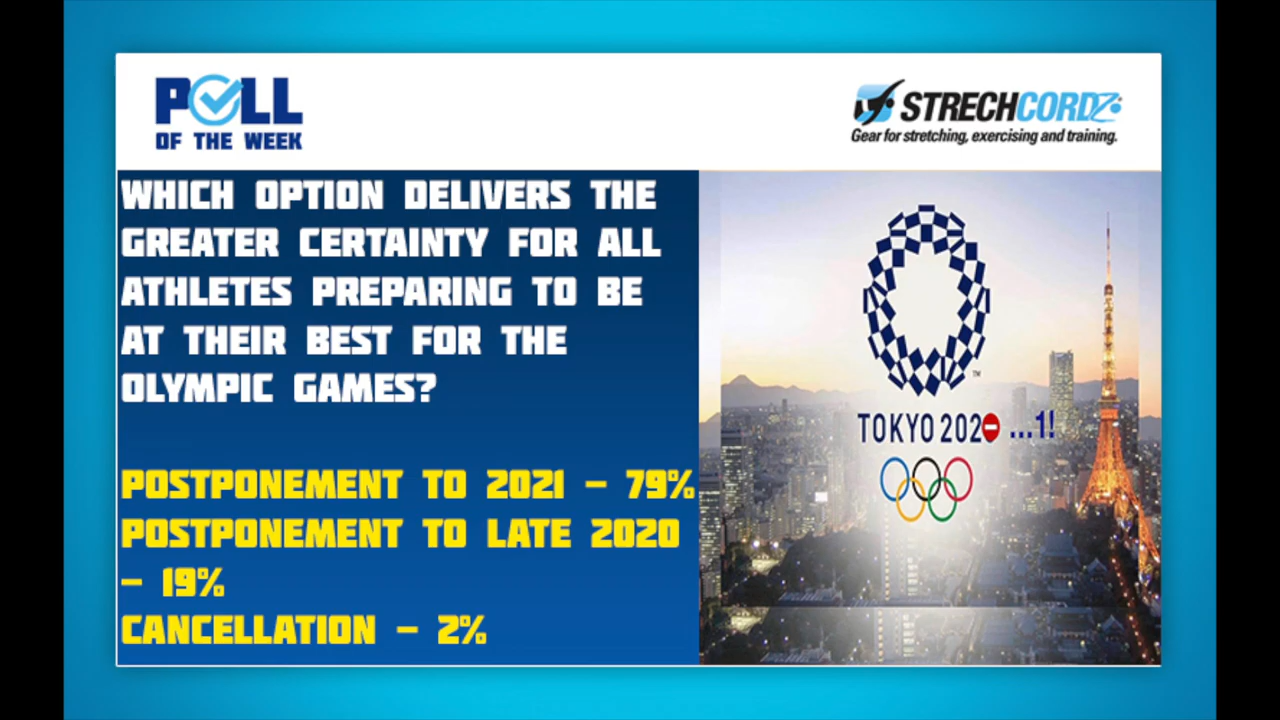 POLL
OF THE WEEK
STRECHCORDZ
Gear for stretching, exercising and training.
WHICH OPTION DELIVERS THE
GREATER CERTAINTY FOR ALL
ATHLETES PREPARING TO BE
AT THEIR BEST FOR THE
OLYMPIC GAMES?
POSTPONEMENT TO 2021 – 79%
POSTPONEMENT TO LATE 2020
– 19%
CANCELLATION – 2%
TM
TOKYO 202 ...1!